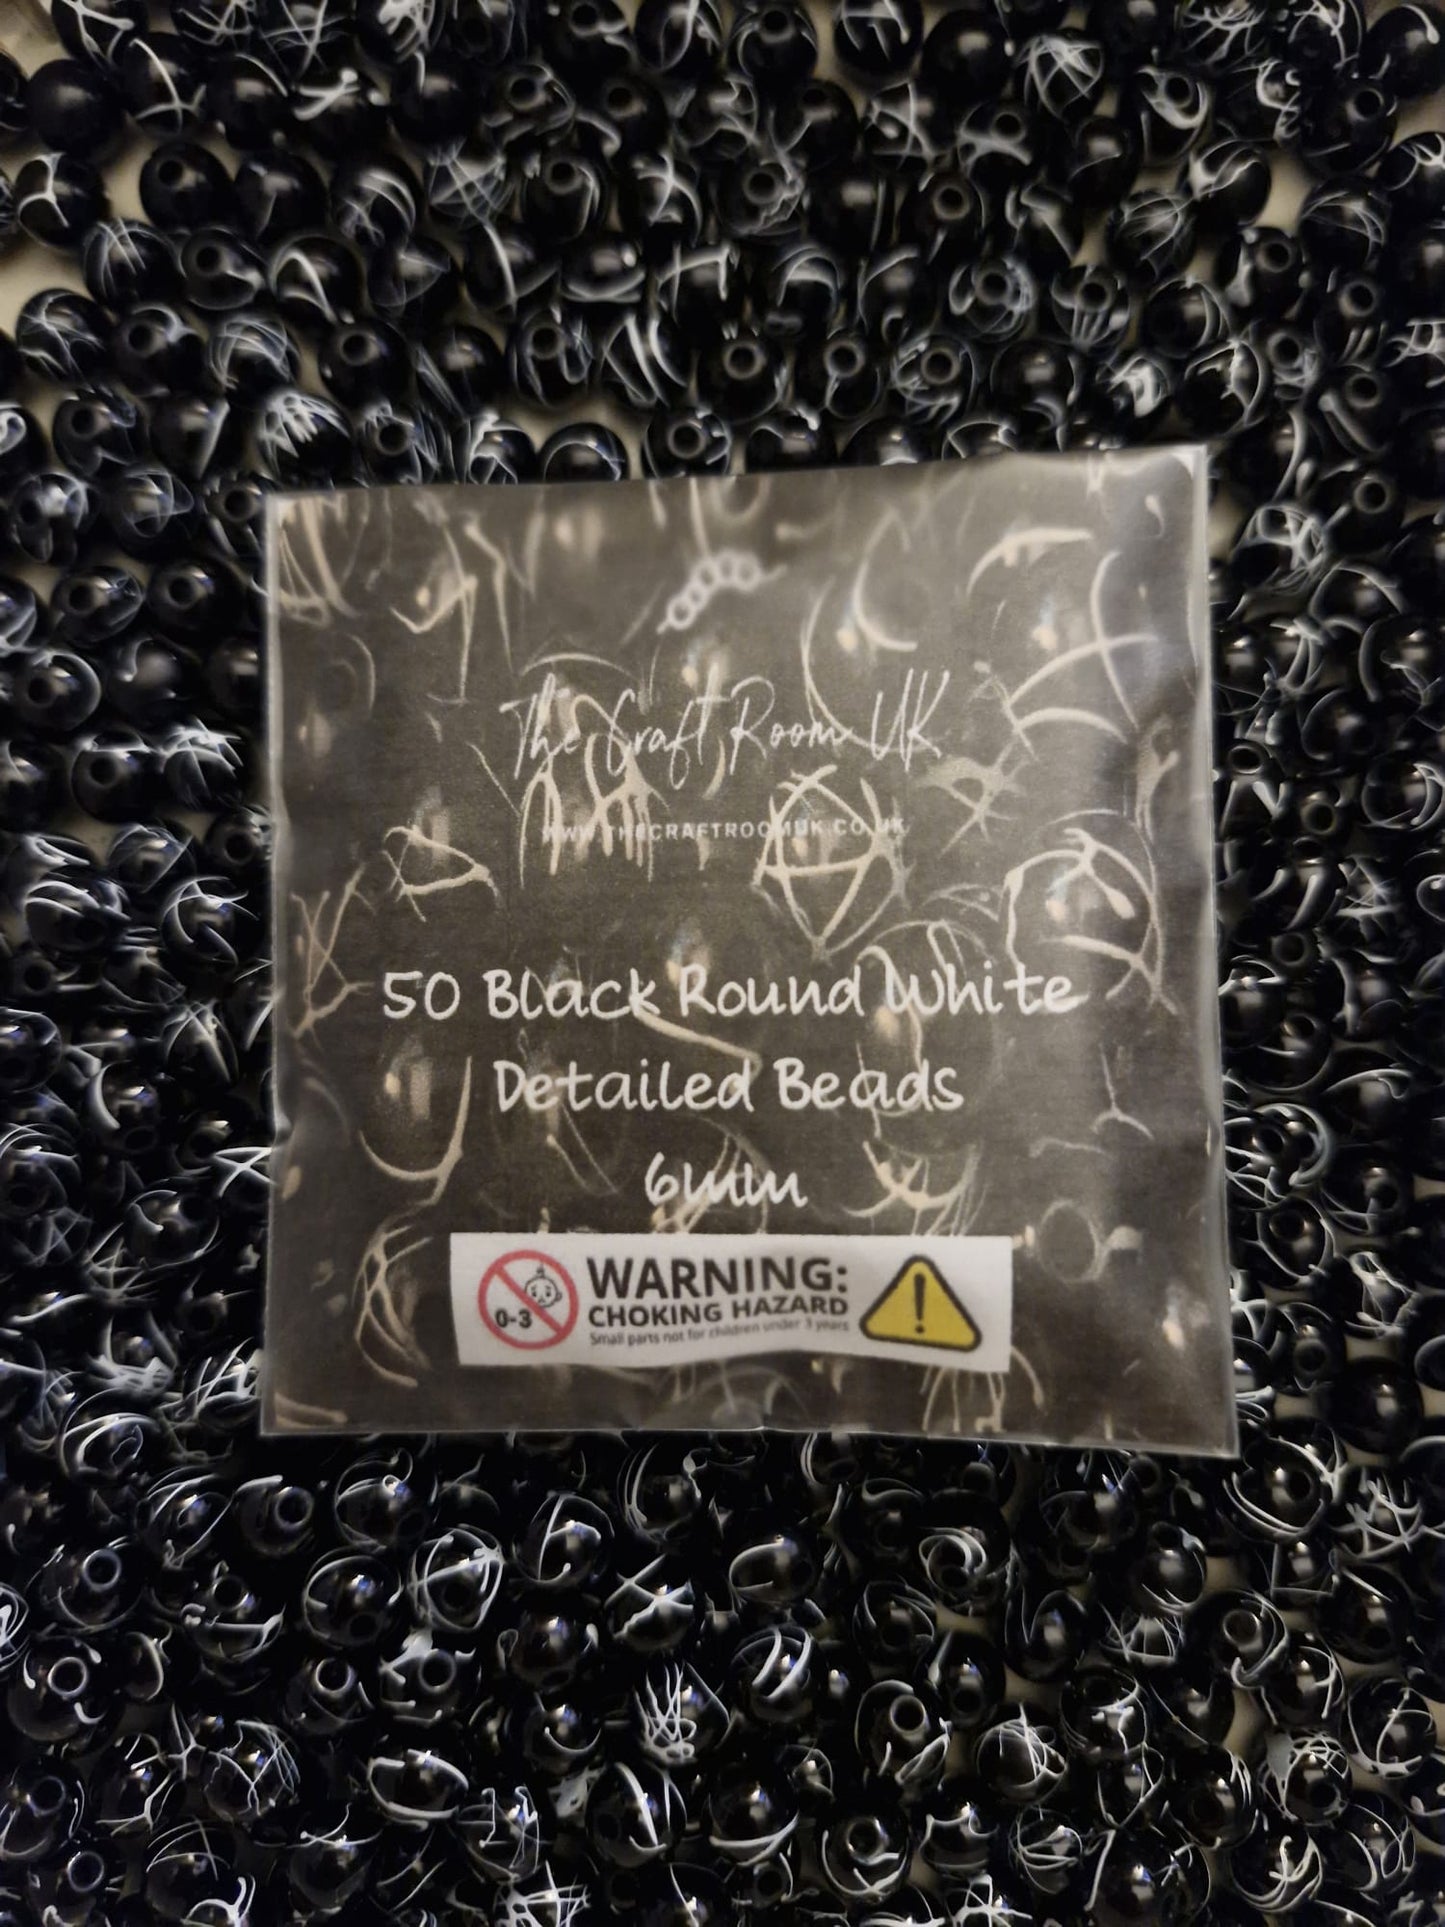 The Craft Room UK
WWW.THECRAFTROOMUK.CO.UK
50 Black Round White
Detailed Beads
6mm
0-3
WARNING:
CHOKING HAZARD
Small parts not for children under 3 years